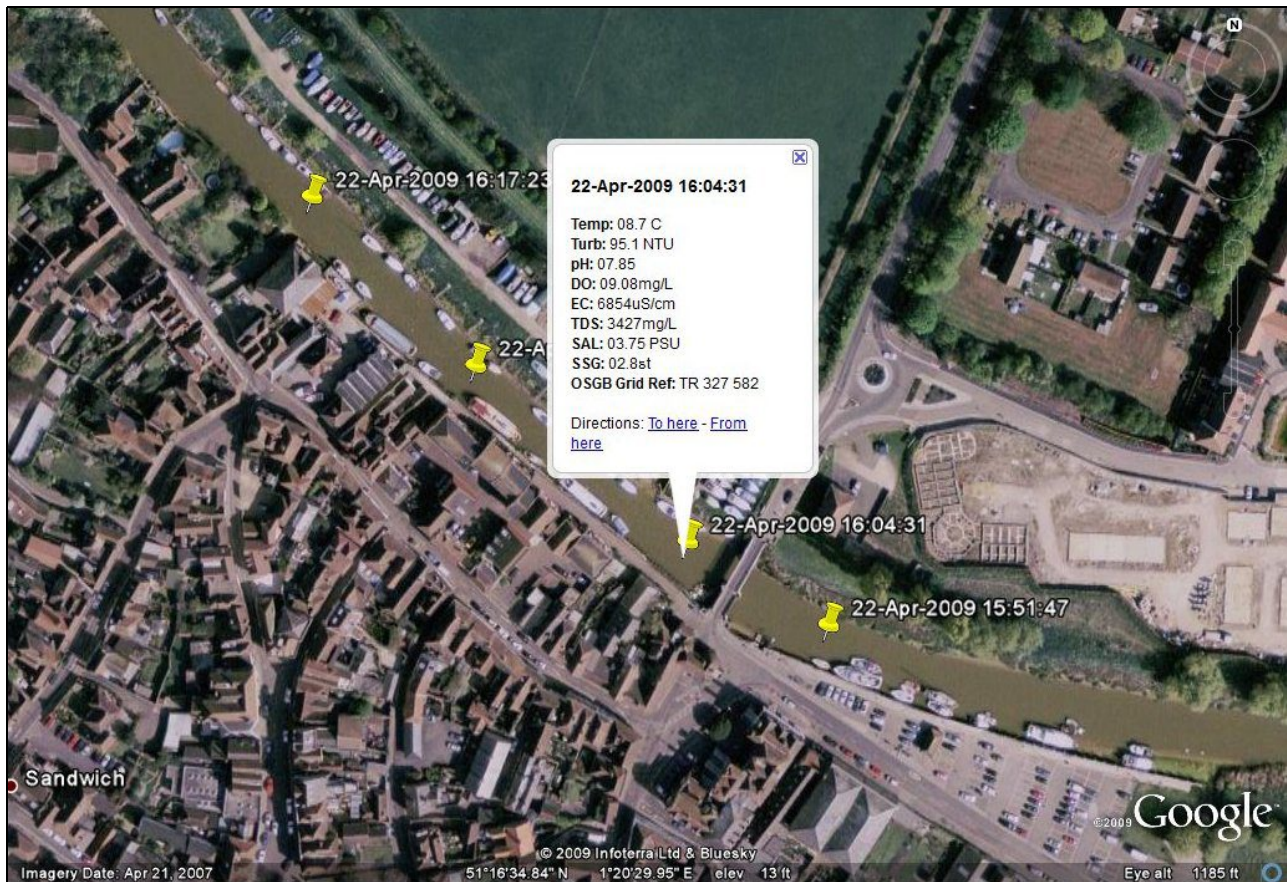 N
22-Apr-2009 16:17:23
22-A
22-Apr-2009 16:04:31
Temp: 08.7 C
Turb: 95.1 NTU
pH: 07.85
DO: 09.08mg/L
EC: 6854uS/cm
TDS: 3427mg/L
SAL: 03.75 PSU
SSG: 02.8st
OSGB Grid Ref: TR 327 582
Directions: To here - From
here
22-Apr-2009 16:04:31
22-Apr-2009 15:51:47
Sandwich
©2009 Google
© 2009 Infoterra Ltd & Bluesky
Imagery Date: Apr 21, 2007 51°16'34.84" N 1°20'29.95" E elev 13 ft Eye alt 1185 ft